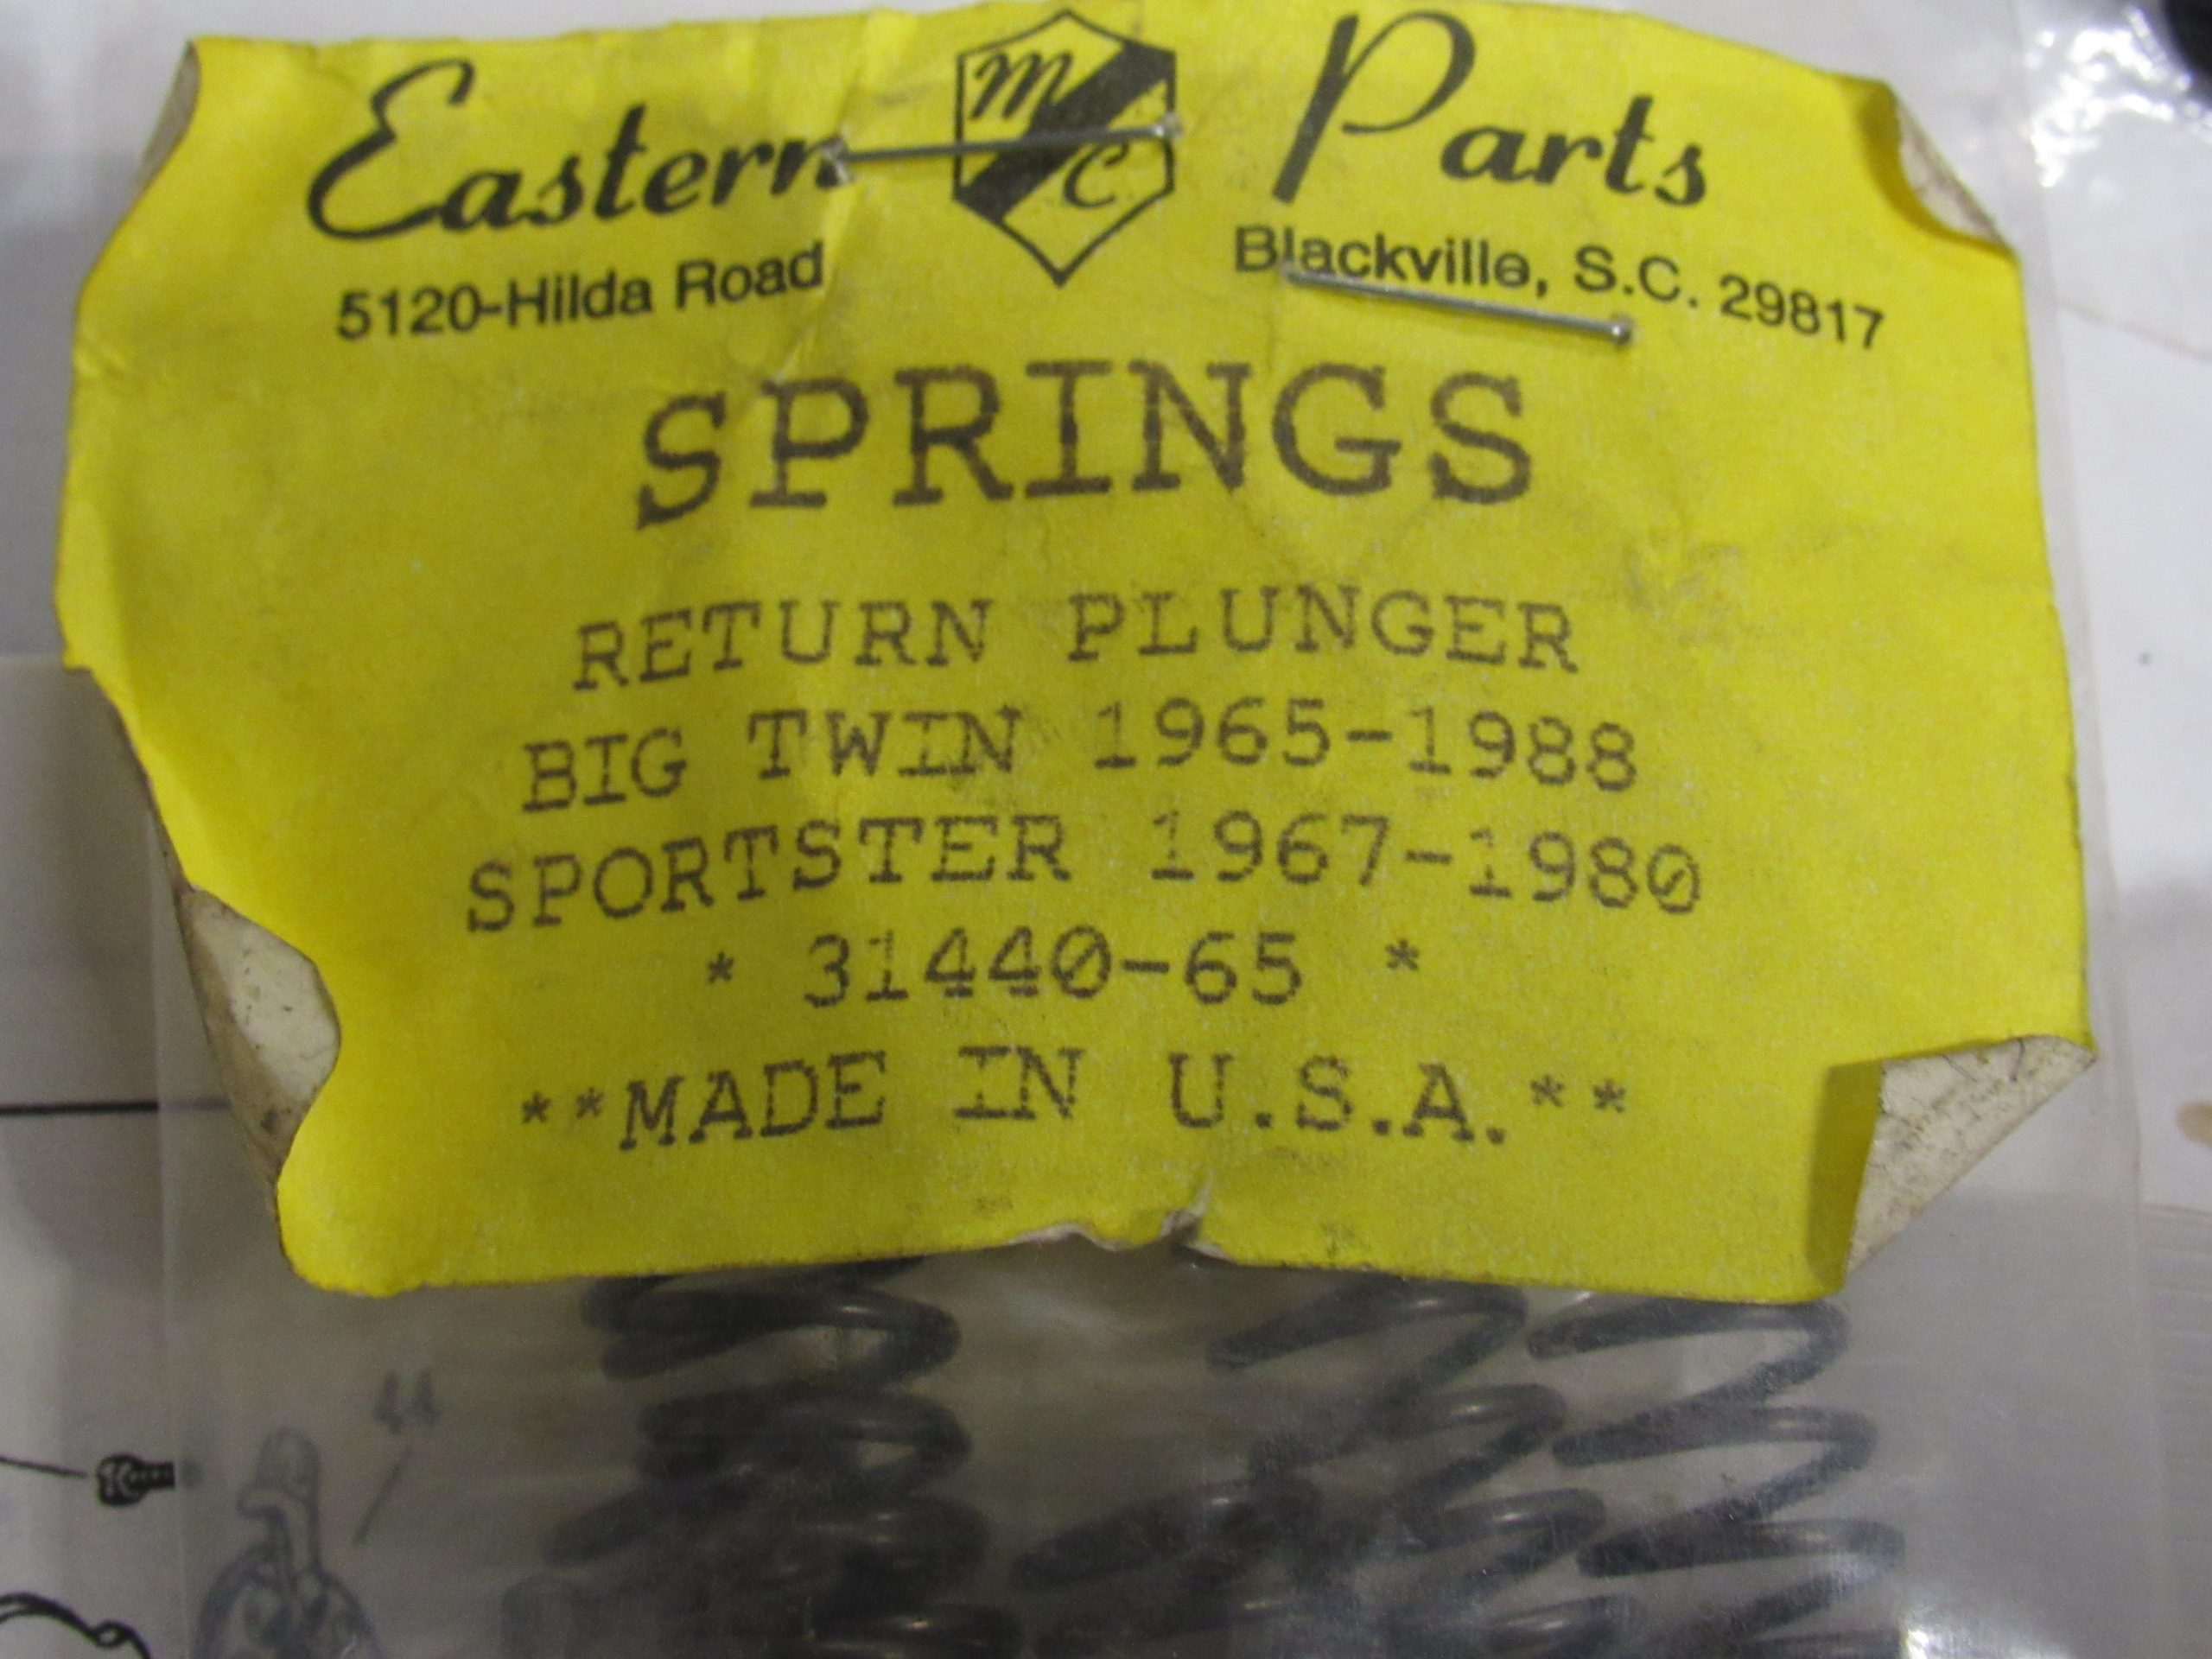 Eastern MC Parts
5120-Hilda Road Blackville, S.C. 29817
SPRINGS
RETURN PLUNGER
BIG TWIN 1965-1988
SPORTSTER 1967-1980
* 31440-65 *
**MADE IN U.S.A.**
44